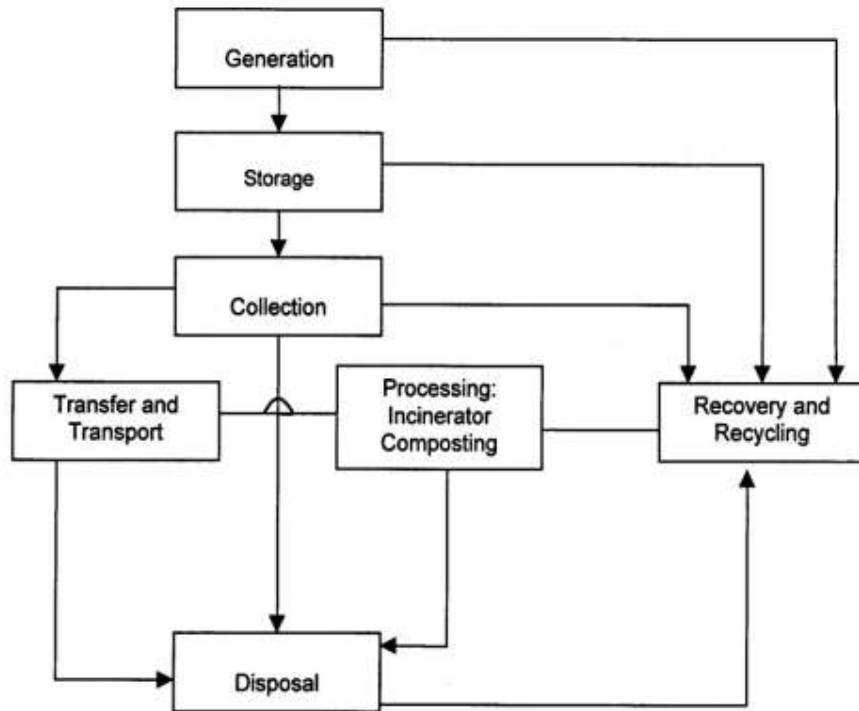 Generation
Storage
Collection
Transfer and
Transport
Processing:
Incinerator
Composting
Recovery and
Recycling
Disposal